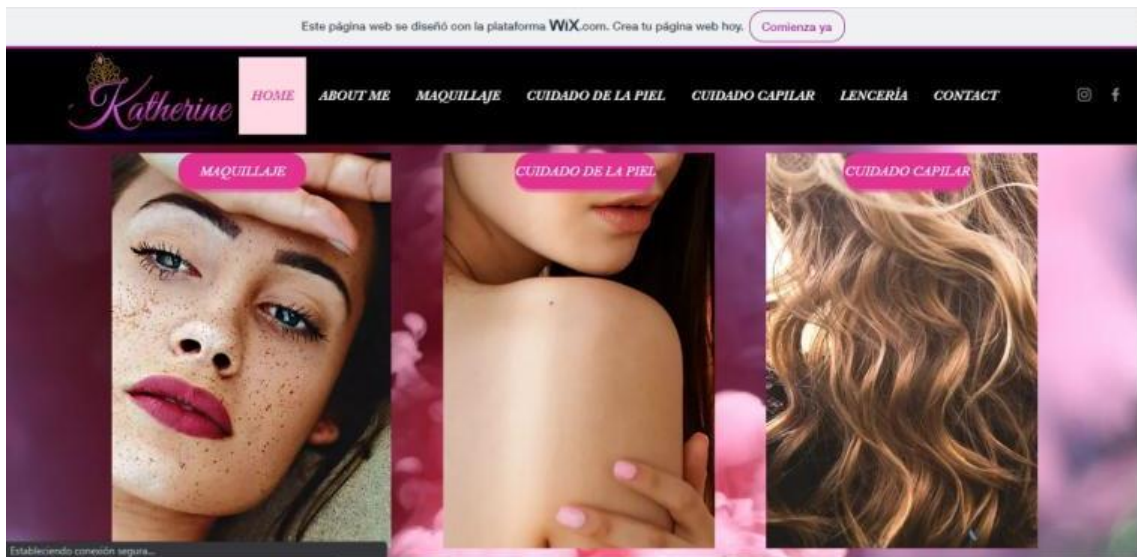 Este página web se diseñó con la plataforma WiX.com. Crea tu página web hoy. Comienza ya
Katherine HOME ABOUT ME MAQUILLAJE CUIDADO DE LA PIEL CUIDADO CAPILAR LENCERÍA CONTACT
MAQUILLAJE CUIDADO DE LA PIEL CUIDADO CAPILAR
Estableciendo conexión segura...